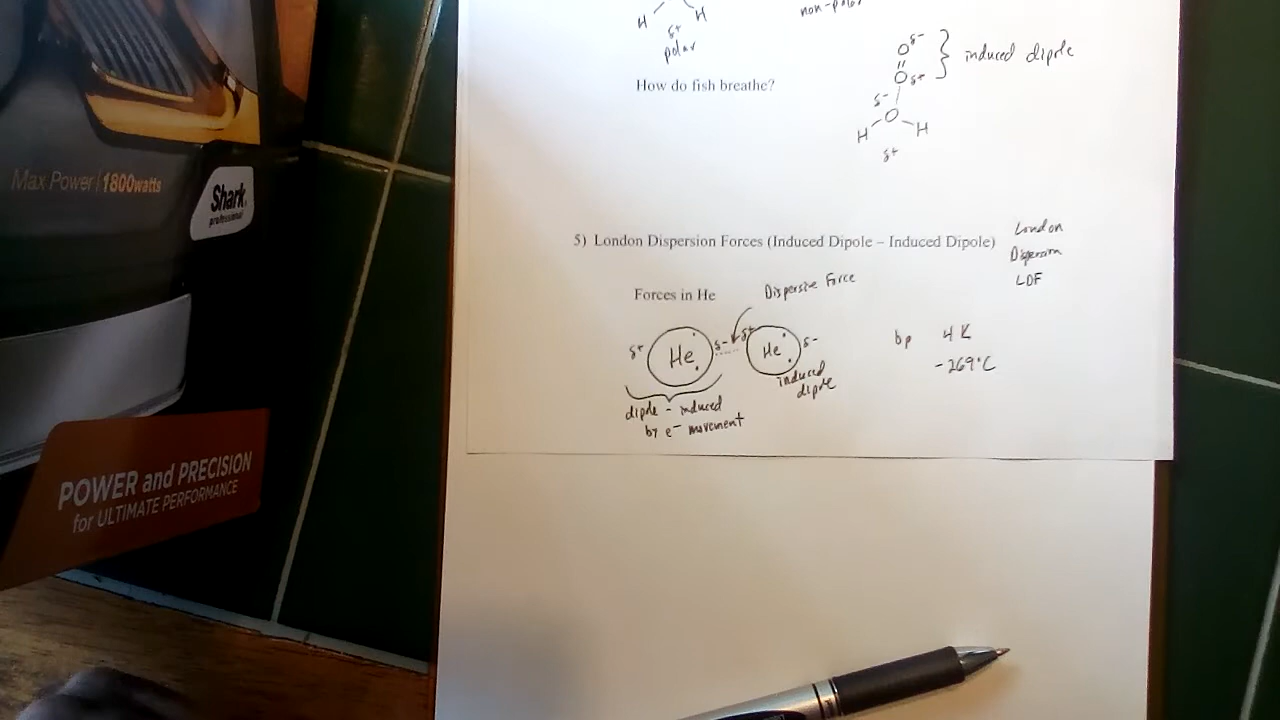 H H
δ+
polar
non-polar
O δ-
O δ+
induced dipole
How do fish breathe?
δ-
O
H H
δ+
Max Power | 1800watts
Shark
professional
5) London Dispersion Forces (Induced Dipole – Induced Dipole)
London
Dispersion
LDF
Forces in He
Dispersive Force
δ+ He δ- δ+ He δ-
bp 4 K
-269°C
induced
dipole
dipole - induced
by e- movement
POWER and PRECISION
for ULTIMATE PERFORMANCE